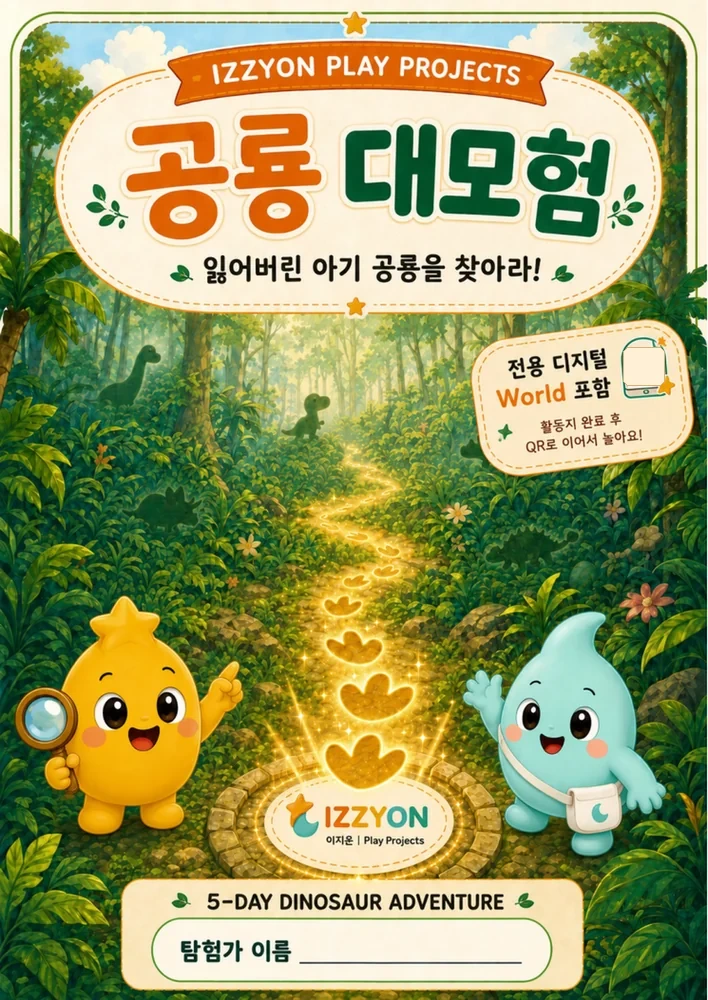 IZZYON PLAY PROJECTS
공룡 대모험
잃어버린 아기 공룡을 찾아라!
전용 디지털
World 포함
활동지 완료 후
QR로 이어서 놀아요!
IZZYON
이지온 | Play Projects
5-DAY DINOSAUR ADVENTURE
탐험가 이름